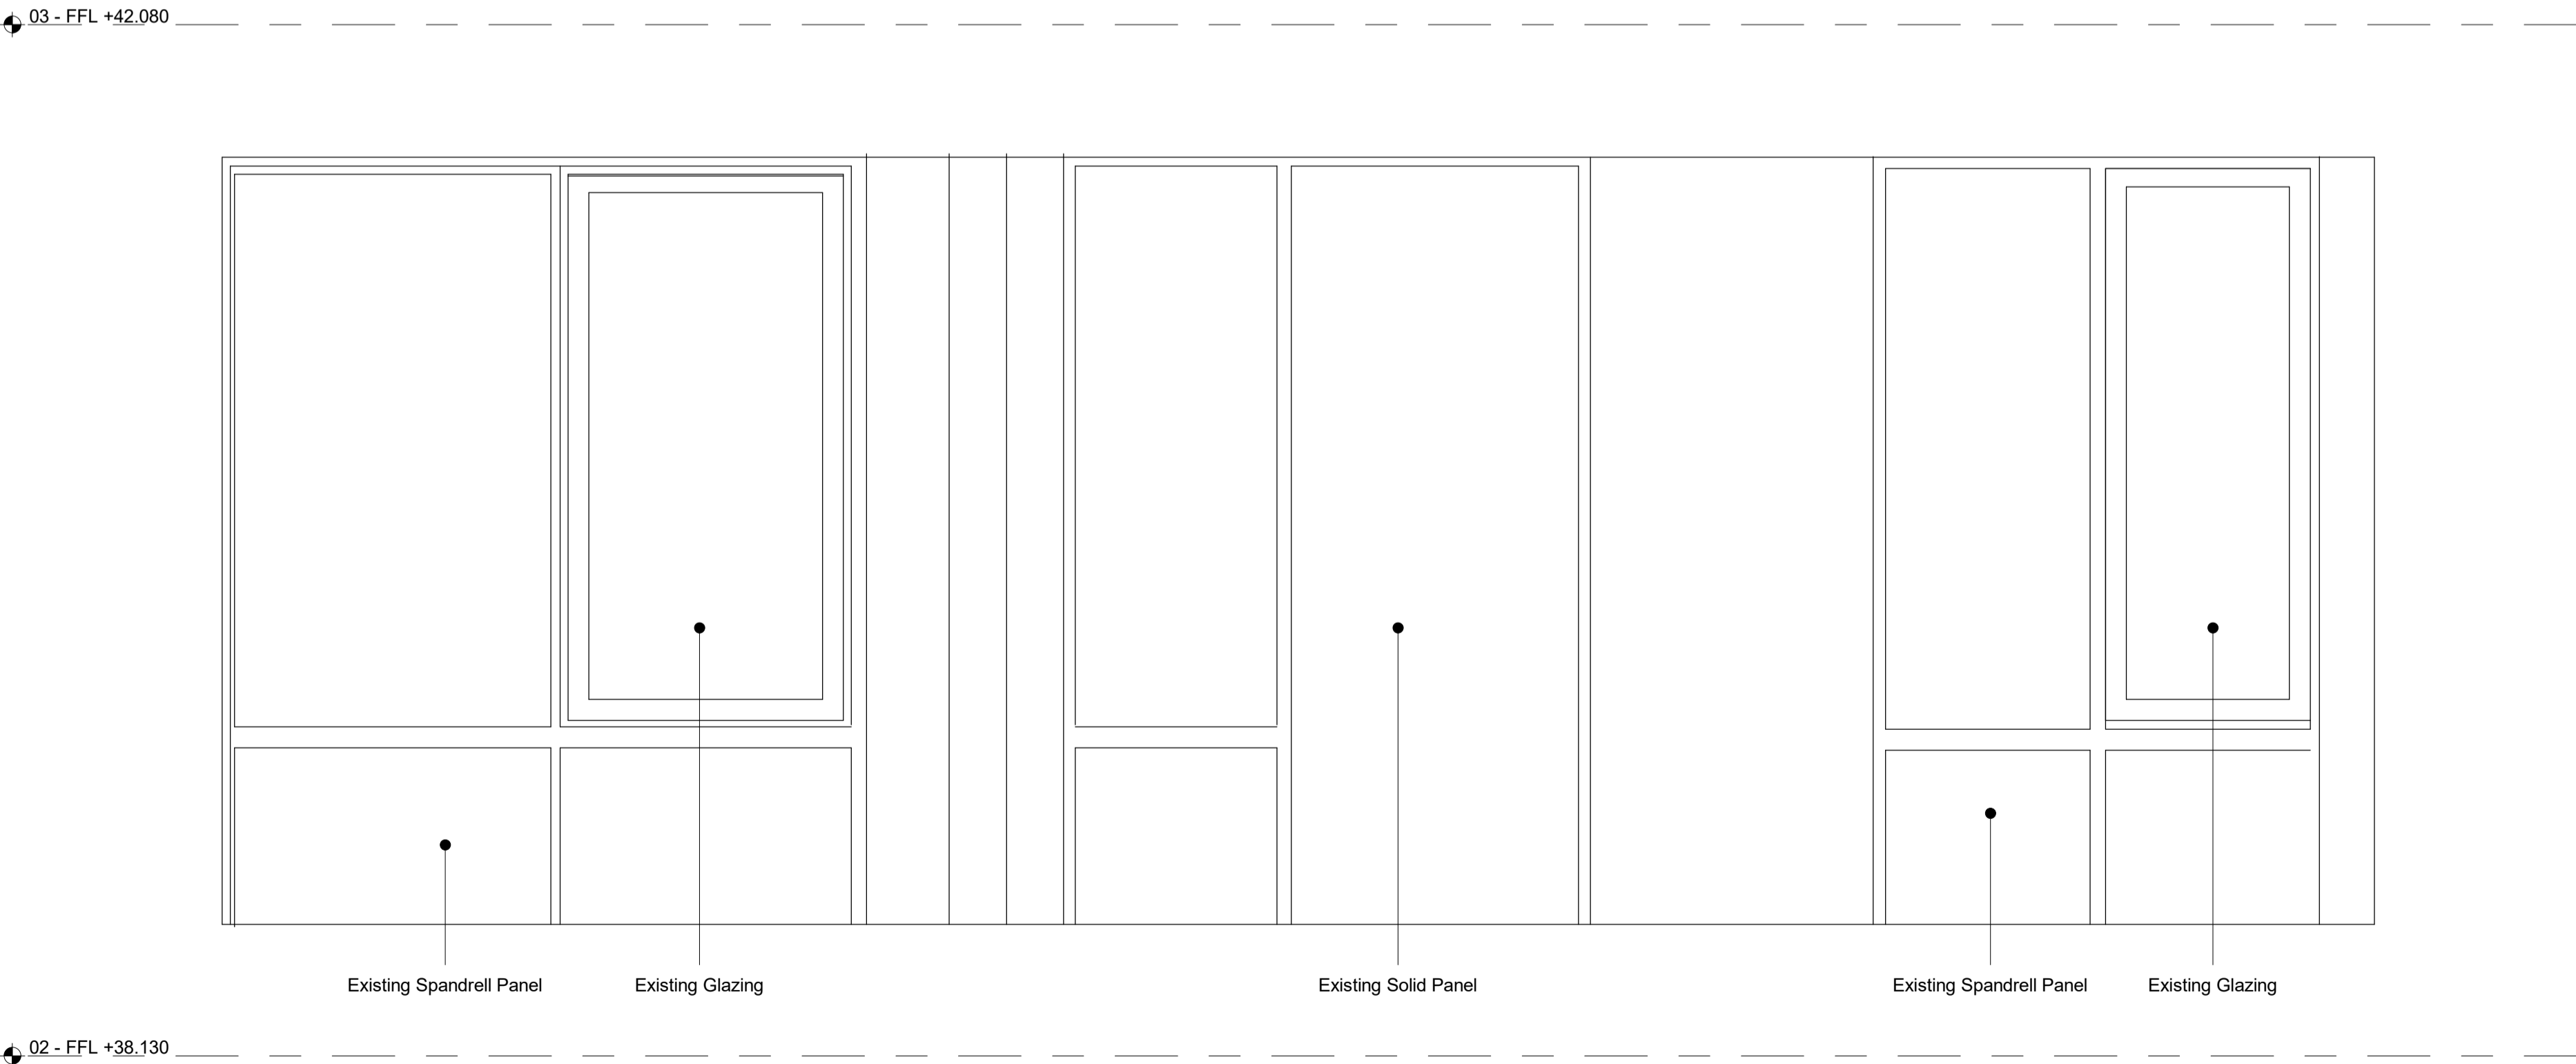 03 - FFL +42.080
Existing Spandrell Panel
Existing Glazing
Existing Solid Panel
Existing Spandrell Panel
Existing Glazing
02 - FFL +38.130